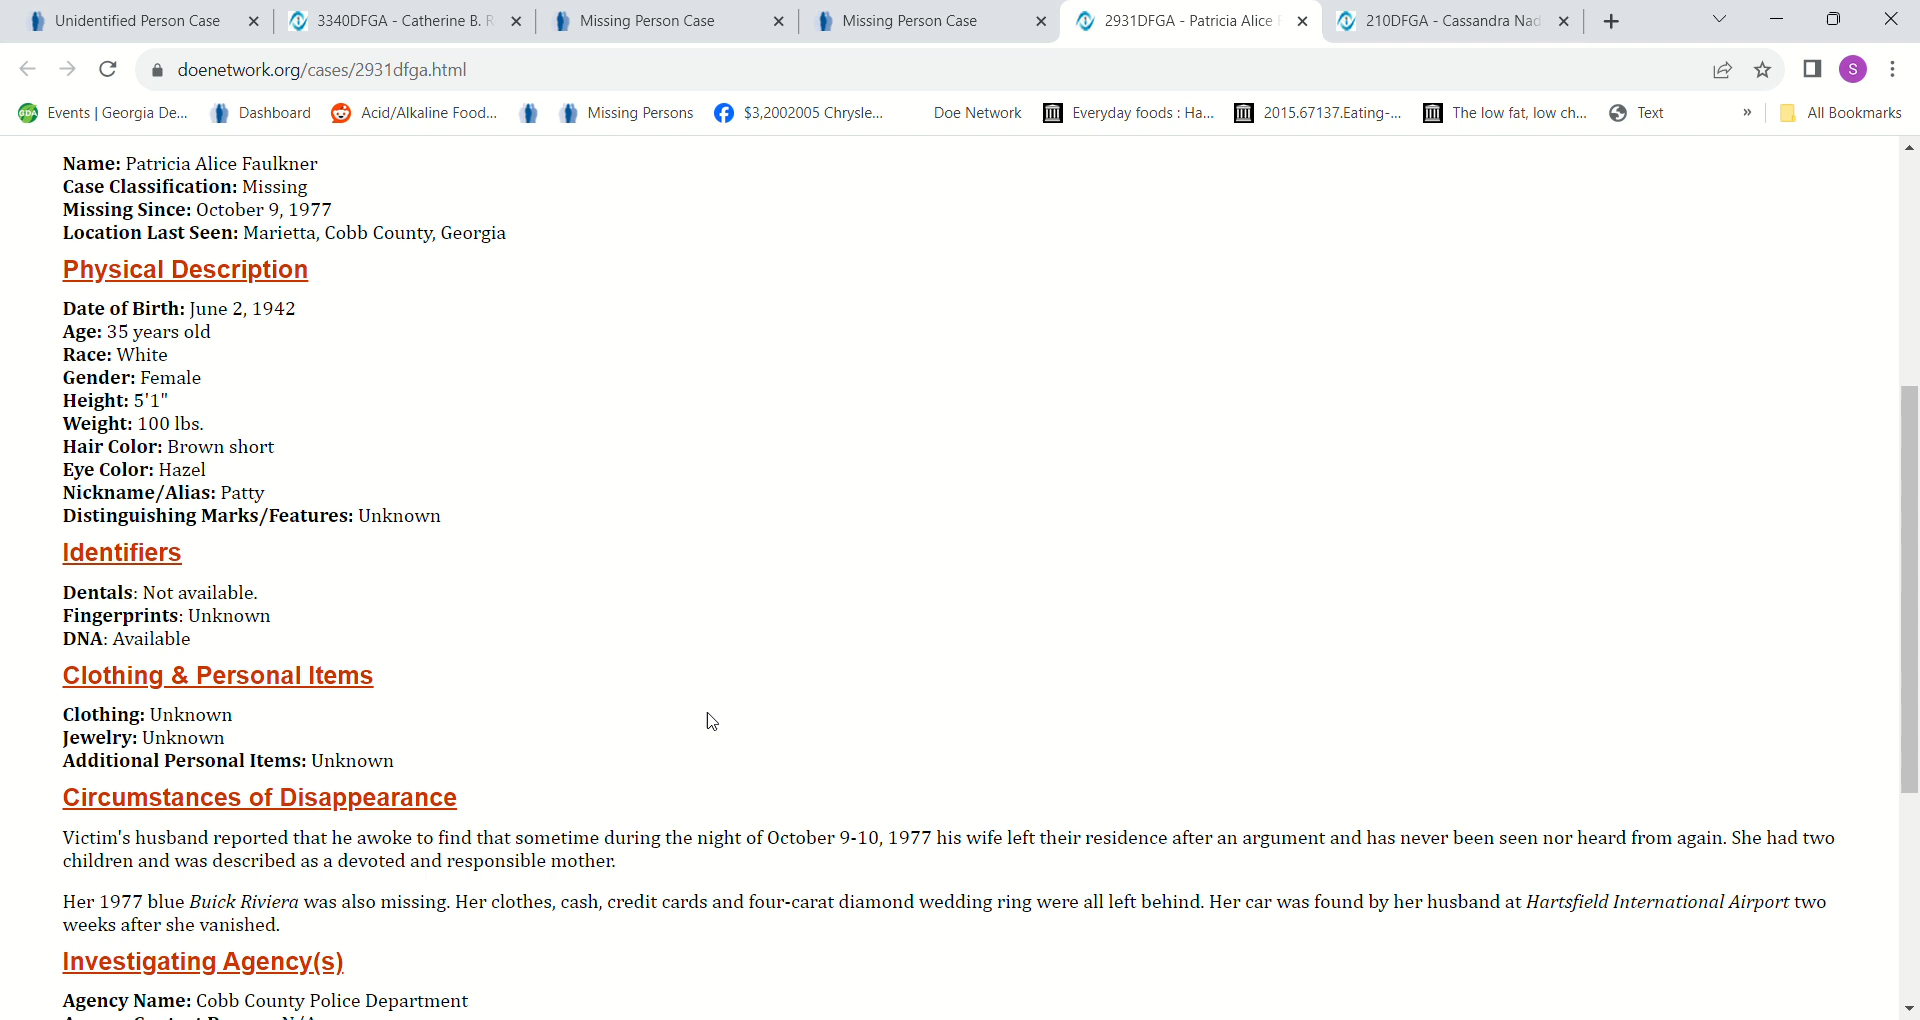 Unidentified Person Case
3340DFGA - Catherine B. R
Missing Person Case
Missing Person Case
2931DFGA - Patricia Alice
210DFGA - Cassandra Nad
doenetwork.org/cases/2931dfga.html
S
GDA
Events | Georgia De...
Dashboard
Acid/Alkaline Food...
Missing Persons
$3,2002005 Chrysle...
Doe Network
Everyday foods : Ha...
2015.67137.Eating-...
The low fat, low ch...
Text
»
All Bookmarks
Name: Patricia Alice Faulkner
Case Classification: Missing
Missing Since: October 9, 1977
Location Last Seen: Marietta, Cobb County, Georgia
Physical Description
Date of Birth: June 2, 1942
Age: 35 years old
Race: White
Gender: Female
Height: 5'1"
Weight: 100 lbs.
Hair Color: Brown short
Eye Color: Hazel
Nickname/Alias: Patty
Distinguishing Marks/Features: Unknown
Identifiers
Dentals: Not available.
Fingerprints: Unknown
DNA: Available
Clothing & Personal Items
Clothing: Unknown
Jewelry: Unknown
Additional Personal Items: Unknown
Circumstances of Disappearance
Victim's husband reported that he awoke to find that sometime during the night of October 9-10, 1977 his wife left their residence after an argument and has never been seen nor heard from again. She had two
children and was described as a devoted and responsible mother.
Her 1977 blue Buick Riviera was also missing. Her clothes, cash, credit cards and four-carat diamond wedding ring were all left behind. Her car was found by her husband at Hartsfield International Airport two
weeks after she vanished.
Investigating Agency(s)
Agency Name: Cobb County Police Department